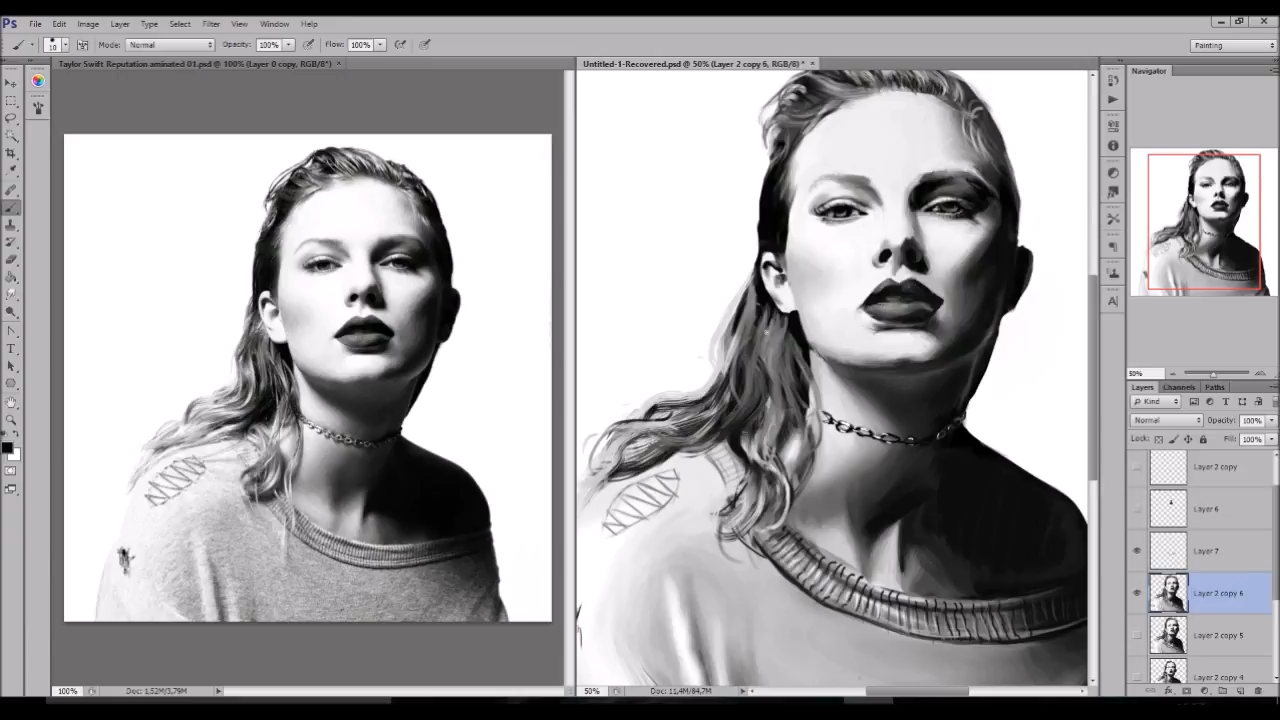 Ps File Edit Image Layer Type Select Filter View Window Help
10 Mode: Normal Opacity: 100% Flow: 100% Painting
Taylor Swift Reputation aminated 01.psd @ 100% (Layer 0 copy, RGB/8*) × Untitled-1-Recovered.psd @ 50% (Layer 2 copy 6, RGB/8) * ×
Navigator
50%
Layers Channels Paths
Kind
Normal Opacity: 100%
Lock: Fill: 100%
Layer 2 copy
Layer 6
Layer 7
Layer 2 copy 6
Layer 2 copy 5
Layer 2 copy 4
100% Doc: 1,52M/3,79M 50% Doc: 11,4M/84,7M